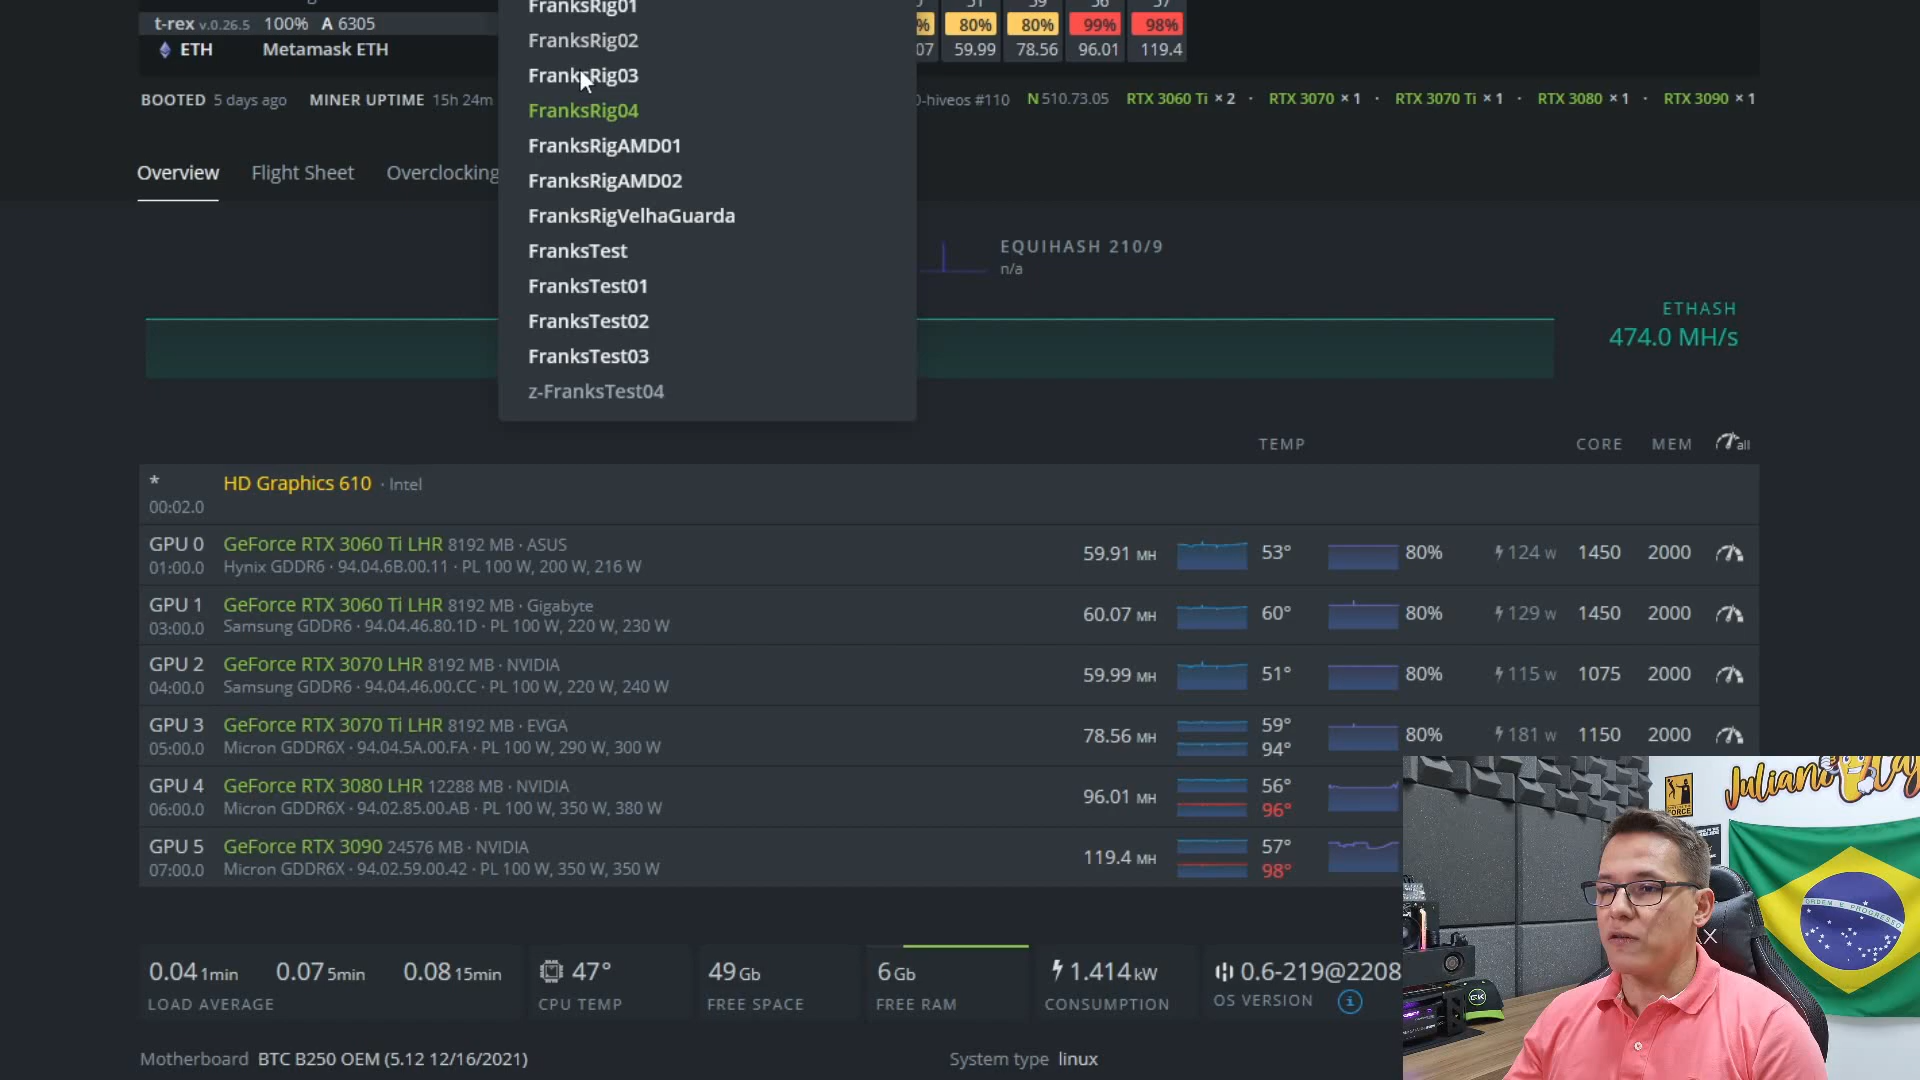 FranksRig01
FranksRig02
FranksRig03
FranksRig04
FranksRigAMD01
FranksRigAMD02
FranksRigVelhaGuarda
FranksTest
FranksTest01
FranksTest02
FranksTest03
z-FranksTest04
t-rex v.0.26.5 100% A 6305
ETH Metamask ETH
% 80% 80% 99% 98%
07 59.99 78.56 96.01 119.4
BOOTED 5 days ago MINER UPTIME 15h 24m
0-hiveos #110 N 510.73.05 RTX 3060 Ti × 2 · RTX 3070 × 1 · RTX 3070 Ti × 1 · RTX 3080 × 1 · RTX 3090 × 1
Overview Flight Sheet Overclocking
EQUIHASH 210/9
n/a
ETHASH
474.0 MH/s
TEMP CORE MEM all
* HD Graphics 610 · Intel
00:02.0
GPU 0 GeForce RTX 3060 Ti LHR 8192 MB · ASUS 59.91 MH 53° 80% 124 W 1450 2000
01:00.0 Hynix GDDR6 · 94.04.6B.00.11 · PL 100 W, 200 W, 216 W
GPU 1 GeForce RTX 3060 Ti LHR 8192 MB · Gigabyte 60.07 MH 60° 80% 129 W 1450 2000
03:00.0 Samsung GDDR6 · 94.04.46.80.1D · PL 100 W, 220 W, 230 W
GPU 2 GeForce RTX 3070 LHR 8192 MB · NVIDIA 59.99 MH 51° 80% 115 W 1075 2000
04:00.0 Samsung GDDR6 · 94.04.46.00.CC · PL 100 W, 220 W, 240 W
GPU 3 GeForce RTX 3070 Ti LHR 8192 MB · EVGA 78.56 MH 59° 80% 181 W 1150 2000
05:00.0 Micron GDDR6X · 94.04.5A.00.FA · PL 100 W, 290 W, 300 W 94°
GPU 4 GeForce RTX 3080 LHR 12288 MB · NVIDIA 96.01 MH 56°
06:00.0 Micron GDDR6X · 94.02.85.00.AB · PL 100 W, 350 W, 380 W 96°
GPU 5 GeForce RTX 3090 24576 MB · NVIDIA 119.4 MH 57°
07:00.0 Micron GDDR6X · 94.02.59.00.42 · PL 100 W, 350 W, 350 W 98°
0.04 1min 0.07 5min 0.08 15min 47° 49 Gb 6 Gb 1.414 kW 0.6-219@2208
LOAD AVERAGE CPU TEMP FREE SPACE FREE RAM CONSUMPTION OS VERSION
Motherboard BTC B250 OEM (5.12 12/16/2021) System type linux
Juliano
FORCE
ORDEM E PROGRESSO